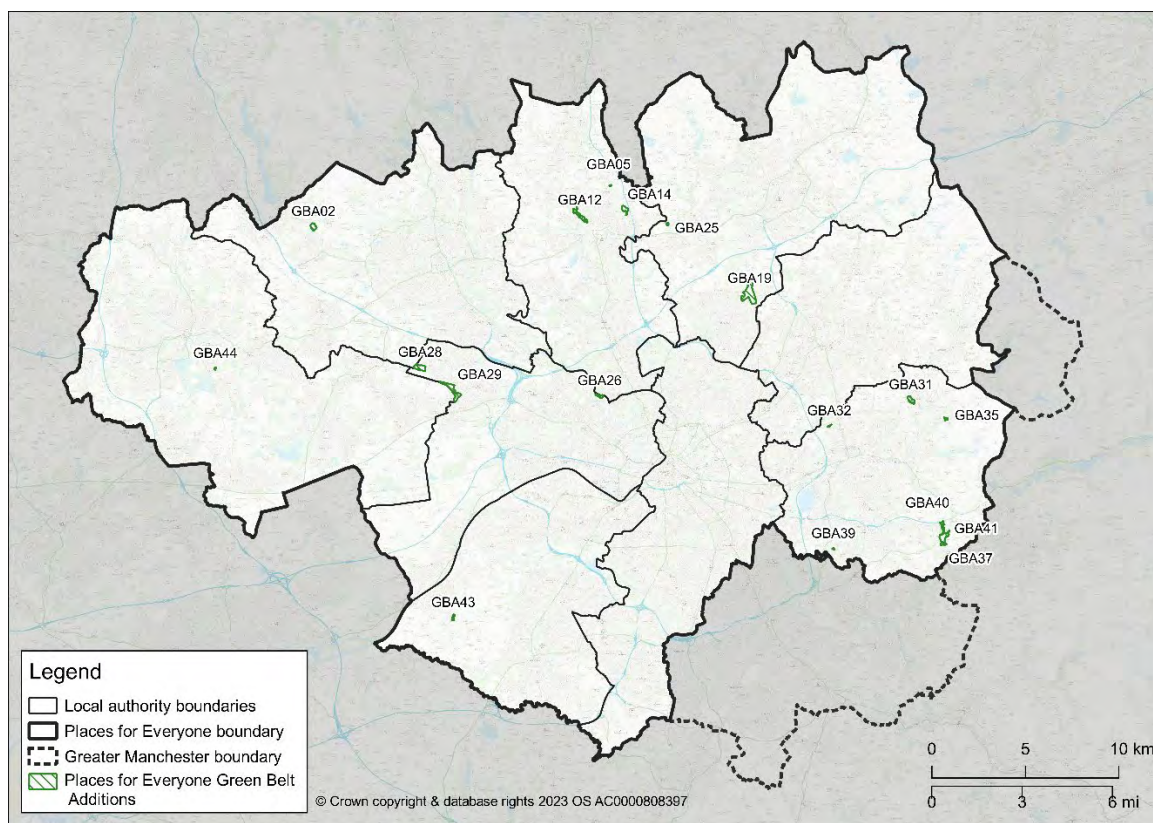 GBA05
GBA12
GBA14
GBA02
GBA25
GBA19
GBA44
GBA28
GBA29
GBA26
GBA31
GBA32
GBA35
GBA40
GBA41
GBA39
GBA37
GBA43
Legend
Local authority boundaries
Places for Everyone boundary
Greater Manchester boundary
Places for Everyone Green Belt
Additions
© Crown copyright & database rights 2023 OS AC0000808397
0 5 10 km
0 3 6 mi